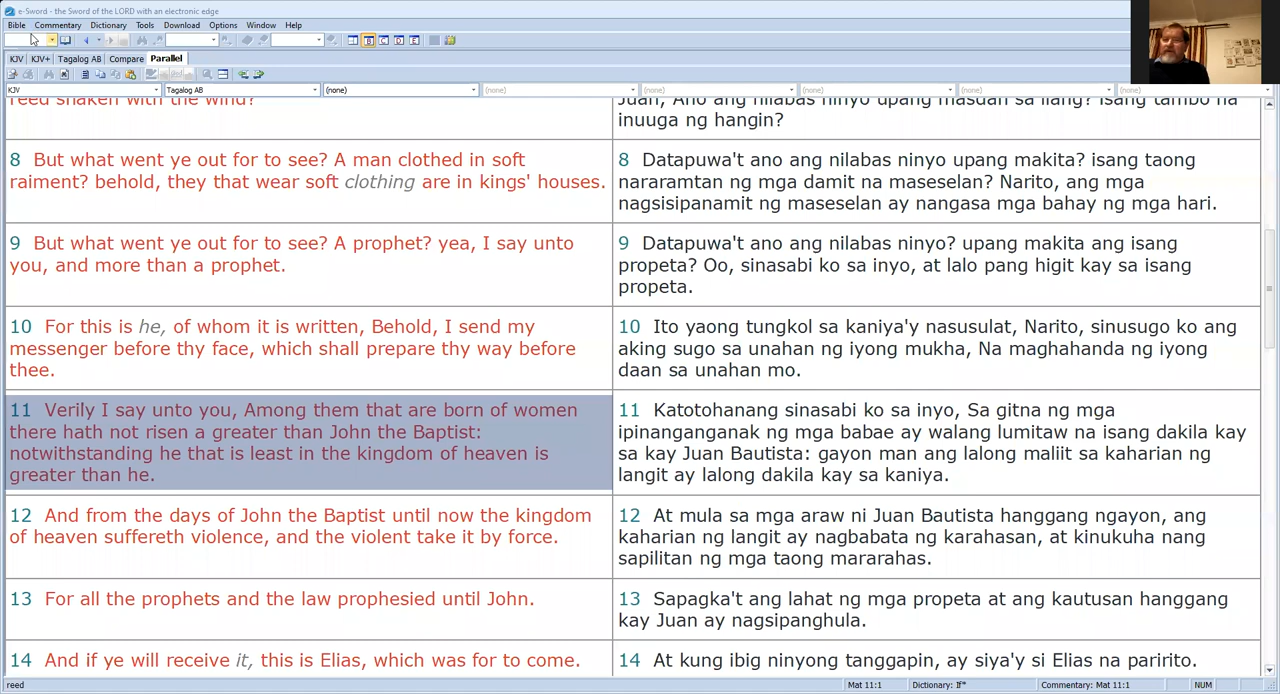 e-Sword - the Sword of the LORD with an electronic edge
Bible Commentary Dictionary Tools Download Options Window Help
KJV KJV+ Tagalog AB Compare Parallel
KJV Tagalog AB (none) (none) (none) (none) (none) (none)
reed shaken with the wind?
8 But what went ye out for to see? A man clothed in soft
raiment? behold, they that wear soft clothing are in kings' houses.
9 But what went ye out for to see? A prophet? yea, I say unto
you, and more than a prophet.
10 For this is he, of whom it is written, Behold, I send my
messenger before thy face, which shall prepare thy way before
thee.
11 Verily I say unto you, Among them that are born of women
there hath not risen a greater than John the Baptist:
notwithstanding he that is least in the kingdom of heaven is
greater than he.
12 And from the days of John the Baptist until now the kingdom
of heaven suffereth violence, and the violent take it by force.
13 For all the prophets and the law prophesied until John.
14 And if ye will receive it, this is Elias, which was for to come.
Juan, Ano ang nilabas ninyo upang masdan sa ilang? isang tambo na
inuuga ng hangin?
8 Datapuwa't ano ang nilabas ninyo upang makita? isang taong
nararamtan ng mga damit na maseselan? Narito, ang mga
nagsisipanamit ng maseselan ay nangasa mga bahay ng mga hari.
9 Datapuwa't ano ang nilabas ninyo? upang makita ang isang
propeta? Oo, sinasabi ko sa inyo, at lalo pang higit kay sa isang
propeta.
10 Ito yaong tungkol sa kaniya'y nasusulat, Narito, sinusugo ko ang
aking sugo sa unahan ng iyong mukha, Na maghahanda ng iyong
daan sa unahan mo.
11 Katotohanang sinasabi ko sa inyo, Sa gitna ng mga
ipinanganganak ng mga babae ay walang lumitaw na isang dakila kay
sa kay Juan Bautista: gayon man ang lalong maliit sa kaharian ng
langit ay lalong dakila kay sa kaniya.
12 At mula sa mga araw ni Juan Bautista hanggang ngayon, ang
kaharian ng langit ay nagbabata ng karahasan, at kinukuha nang
sapilitan ng mga taong mararahas.
13 Sapagka't ang lahat ng mga propeta at ang kautusan hanggang
kay Juan ay nagsipanghula.
14 At kung ibig ninyong tanggapin, ay siya'y si Elias na paririto.
reed Mat 11:1 Dictionary: If* Commentary: Mat 11:1 NUM